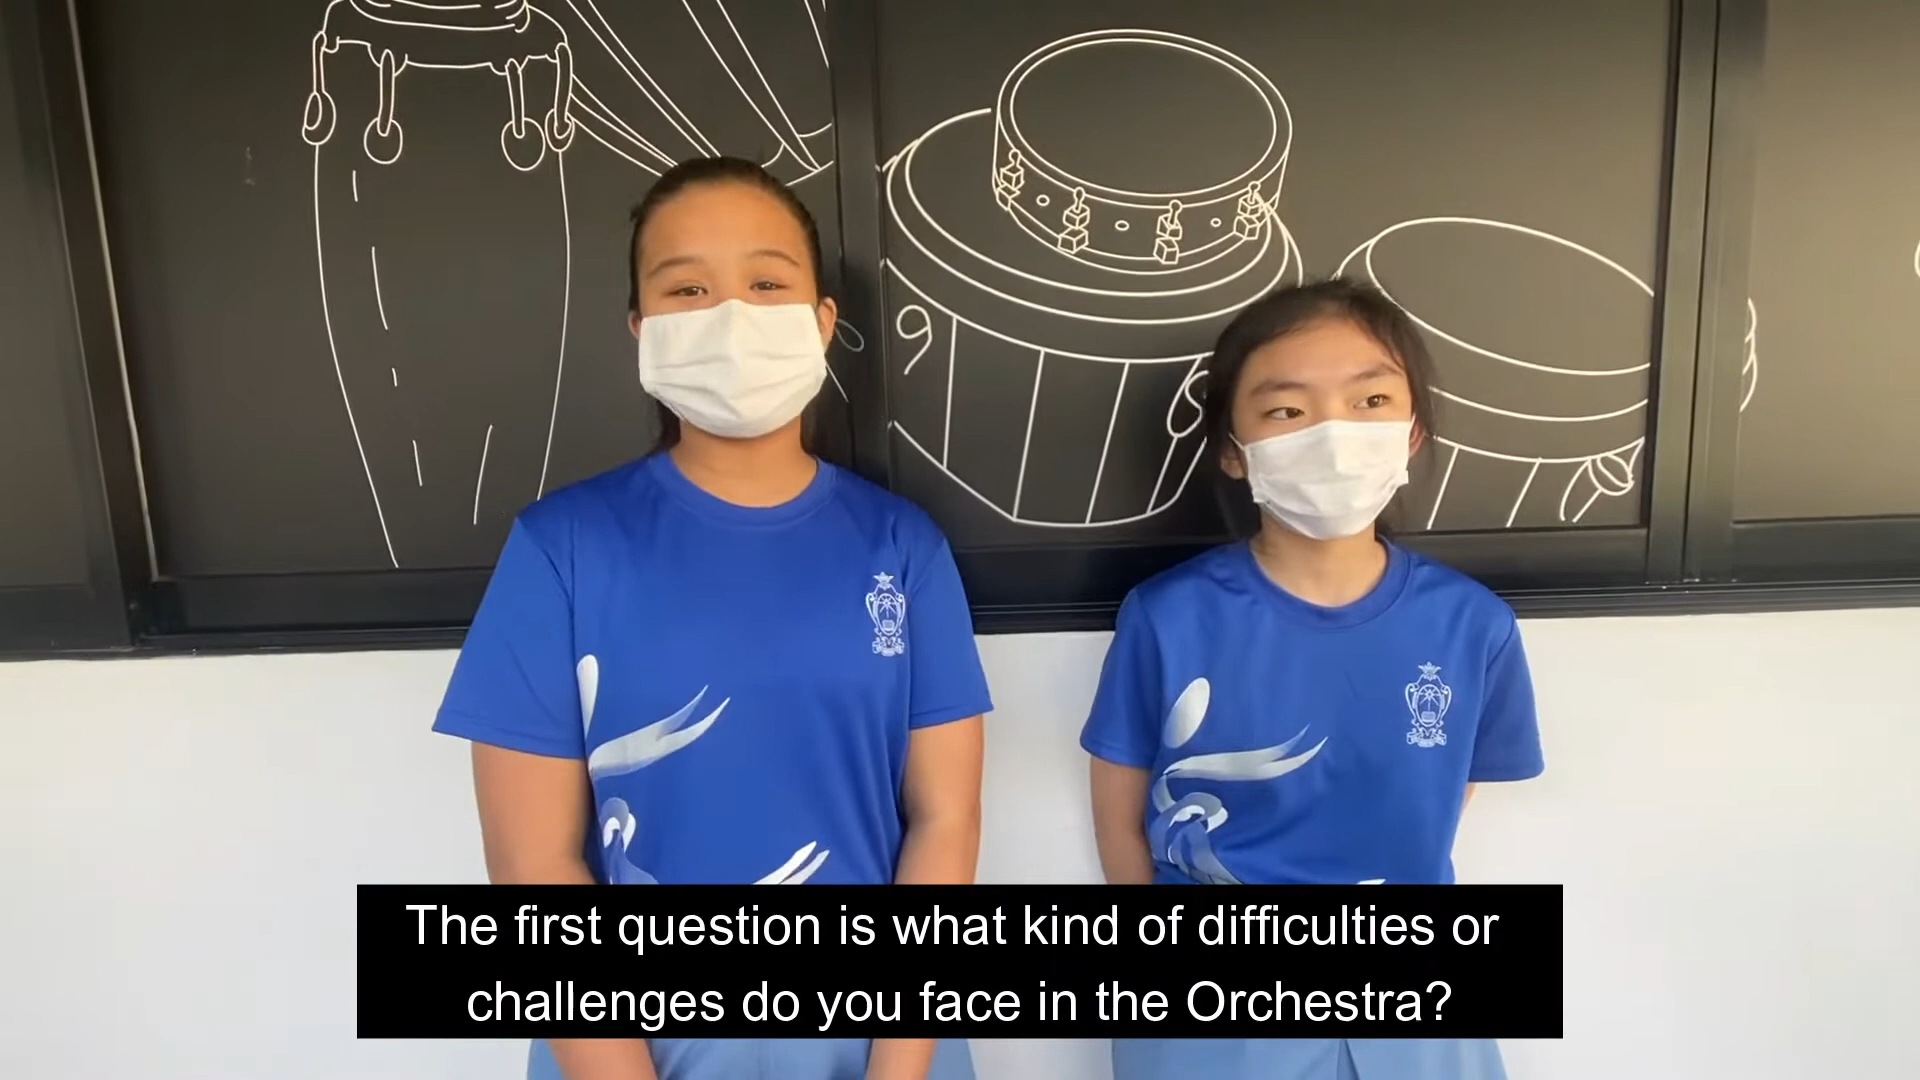 The first question is what kind of difficulties or
challenges do you face in the Orchestra?